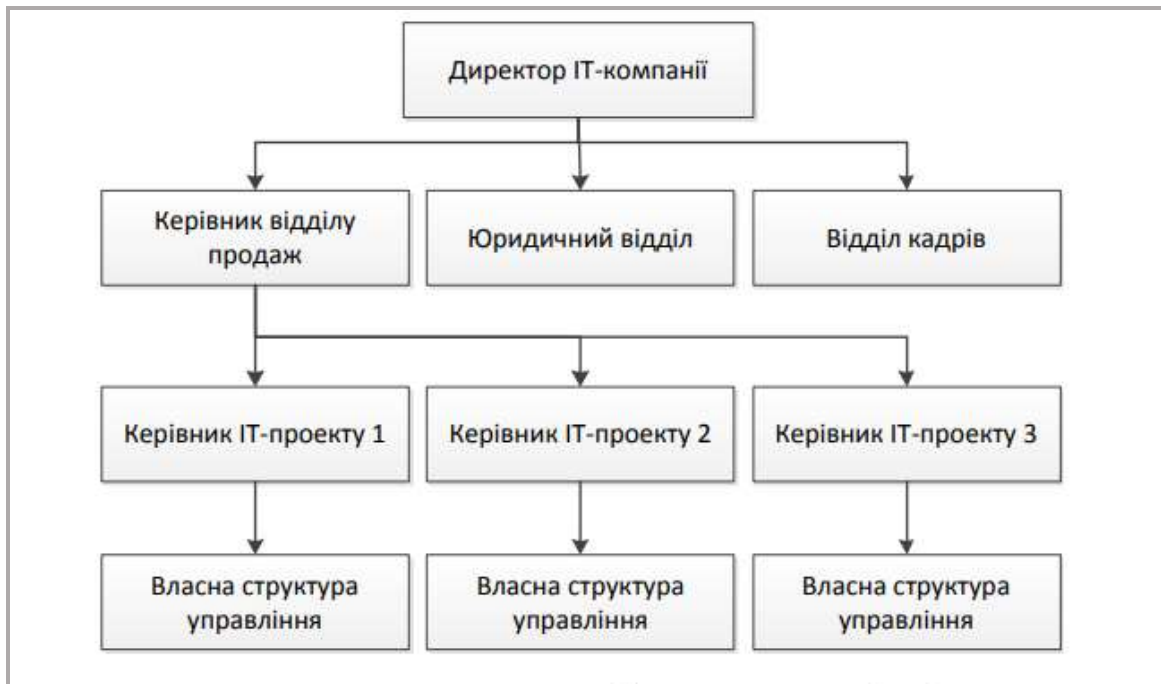 Директор ІТ-компанії
Керівник відділу
продаж
Юридичний відділ
Відділ кадрів
Керівник ІТ-проекту 1
Керівник ІТ-проекту 2
Керівник ІТ-проекту 3
Власна структура
управління
Власна структура
управління
Власна структура
управління